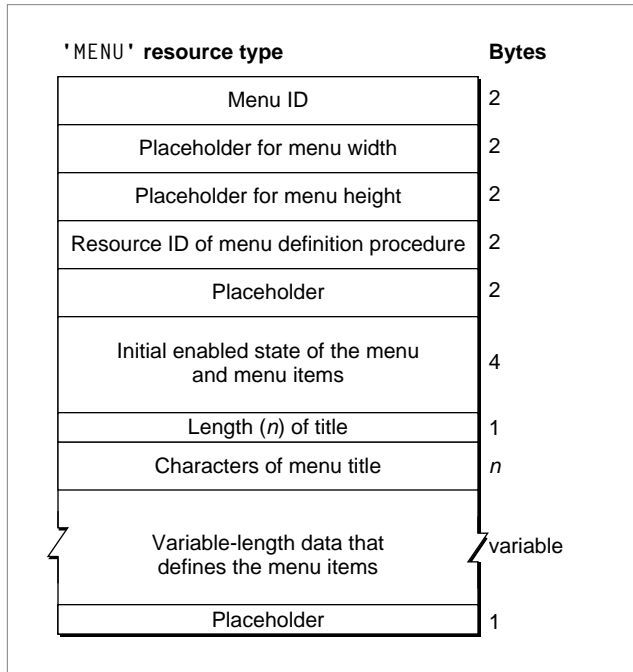 'MENU' resource type Bytes
Menu ID 2
Placeholder for menu width 2
Placeholder for menu height 2
Resource ID of menu definition procedure 2
Placeholder 2
Initial enabled state of the menu
and menu items 4
Length (n) of title 1
Characters of menu title n
Variable-length data that
defines the menu items variable
Placeholder 1